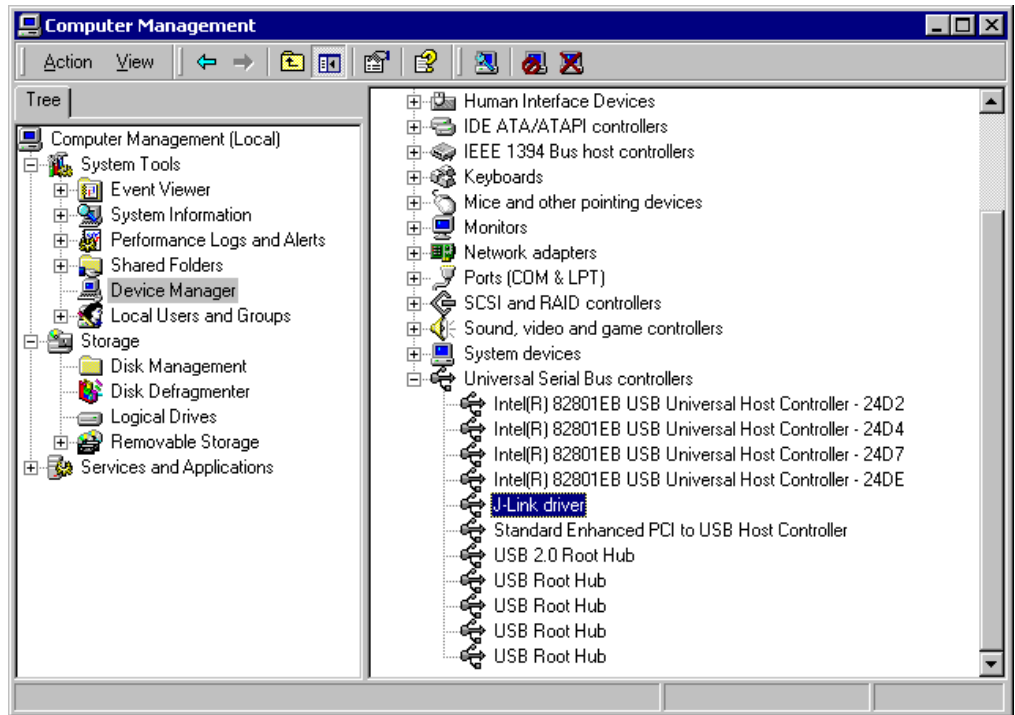 Computer Management
Action View
Tree
Computer Management (Local)
System Tools
Event Viewer
System Information
Performance Logs and Alerts
Shared Folders
Device Manager
Local Users and Groups
Storage
Disk Management
Disk Defragmenter
Logical Drives
Removable Storage
Services and Applications
Human Interface Devices
IDE ATA/ATAPI controllers
IEEE 1394 Bus host controllers
Keyboards
Mice and other pointing devices
Monitors
Network adapters
Ports (COM & LPT)
SCSI and RAID controllers
Sound, video and game controllers
System devices
Universal Serial Bus controllers
Intel(R) 82801EB USB Universal Host Controller - 24D2
Intel(R) 82801EB USB Universal Host Controller - 24D4
Intel(R) 82801EB USB Universal Host Controller - 24D7
Intel(R) 82801EB USB Universal Host Controller - 24DE
J-Link driver
Standard Enhanced PCI to USB Host Controller
USB 2.0 Root Hub
USB Root Hub
USB Root Hub
USB Root Hub
USB Root Hub